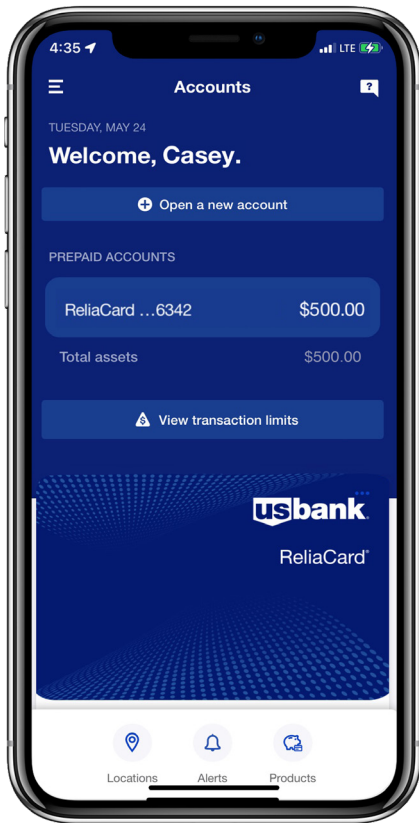 4:35 LTE
Accounts
TUESDAY, MAY 24
Welcome, Casey.
Open a new account
PREPAID ACCOUNTS
ReliaCard ...6342 $500.00
Total assets $500.00
View transaction limits
usbank.
ReliaCard®
Locations Alerts Products